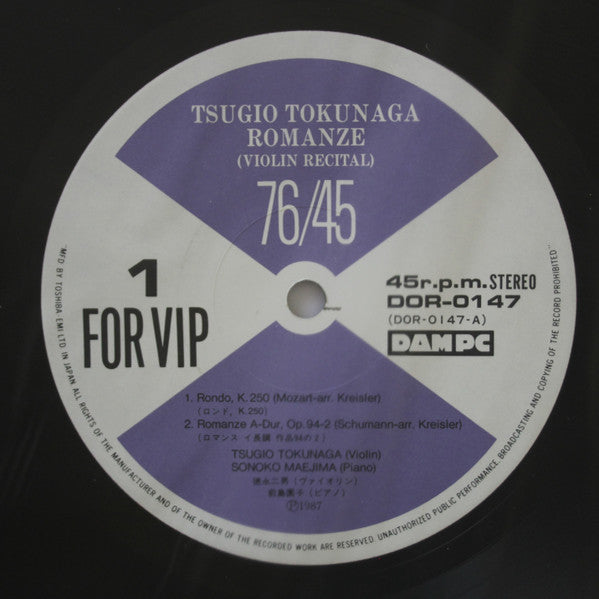 TSUGIO TOKUNAGA
ROMANZE
(VIOLIN RECITAL)
76/45
1
FOR VIP
45r.p.m. STEREO
DOR-0147
(DOR-0147-A)
DAMPC
1. Rondo, K.250 (Mozart-arr. Kreisler)
(ロンド, K.250)
2. Romanze A-Dur, Op.94-2 (Schumann-arr. Kreisler)
(ロマンス イ長調 作品94の2)
TSUGIO TOKUNAGA (Violin)
SONOKO MAEJIMA (Piano)
徳永二男 (ヴァイオリン)
前島園子 (ピアノ)
Ⓟ1987
"MFD BY TOSHIBA EMI LTD. IN JAPAN ALL RIGHTS OF THE MANUFACTURER AND OF THE OWNER OF THE RECORDED WORK ARE RESERVED. UNAUTHORIZED PUBLIC PERFORMANCE, BROADCASTING AND COPYING OF THE RECORD PROHIBITED"